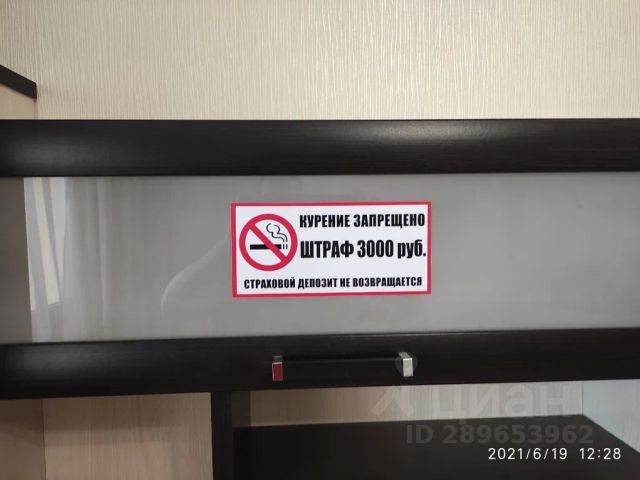 КУРЕНИЕ ЗАПРЕЩЕНО
ШТРАФ 3000 руб.
СТРАХОВОЙ ДЕПОЗИТ НЕ ВОЗВРАЩАЕТСЯ
циан
ID 289653962
2021/6/19 12:28